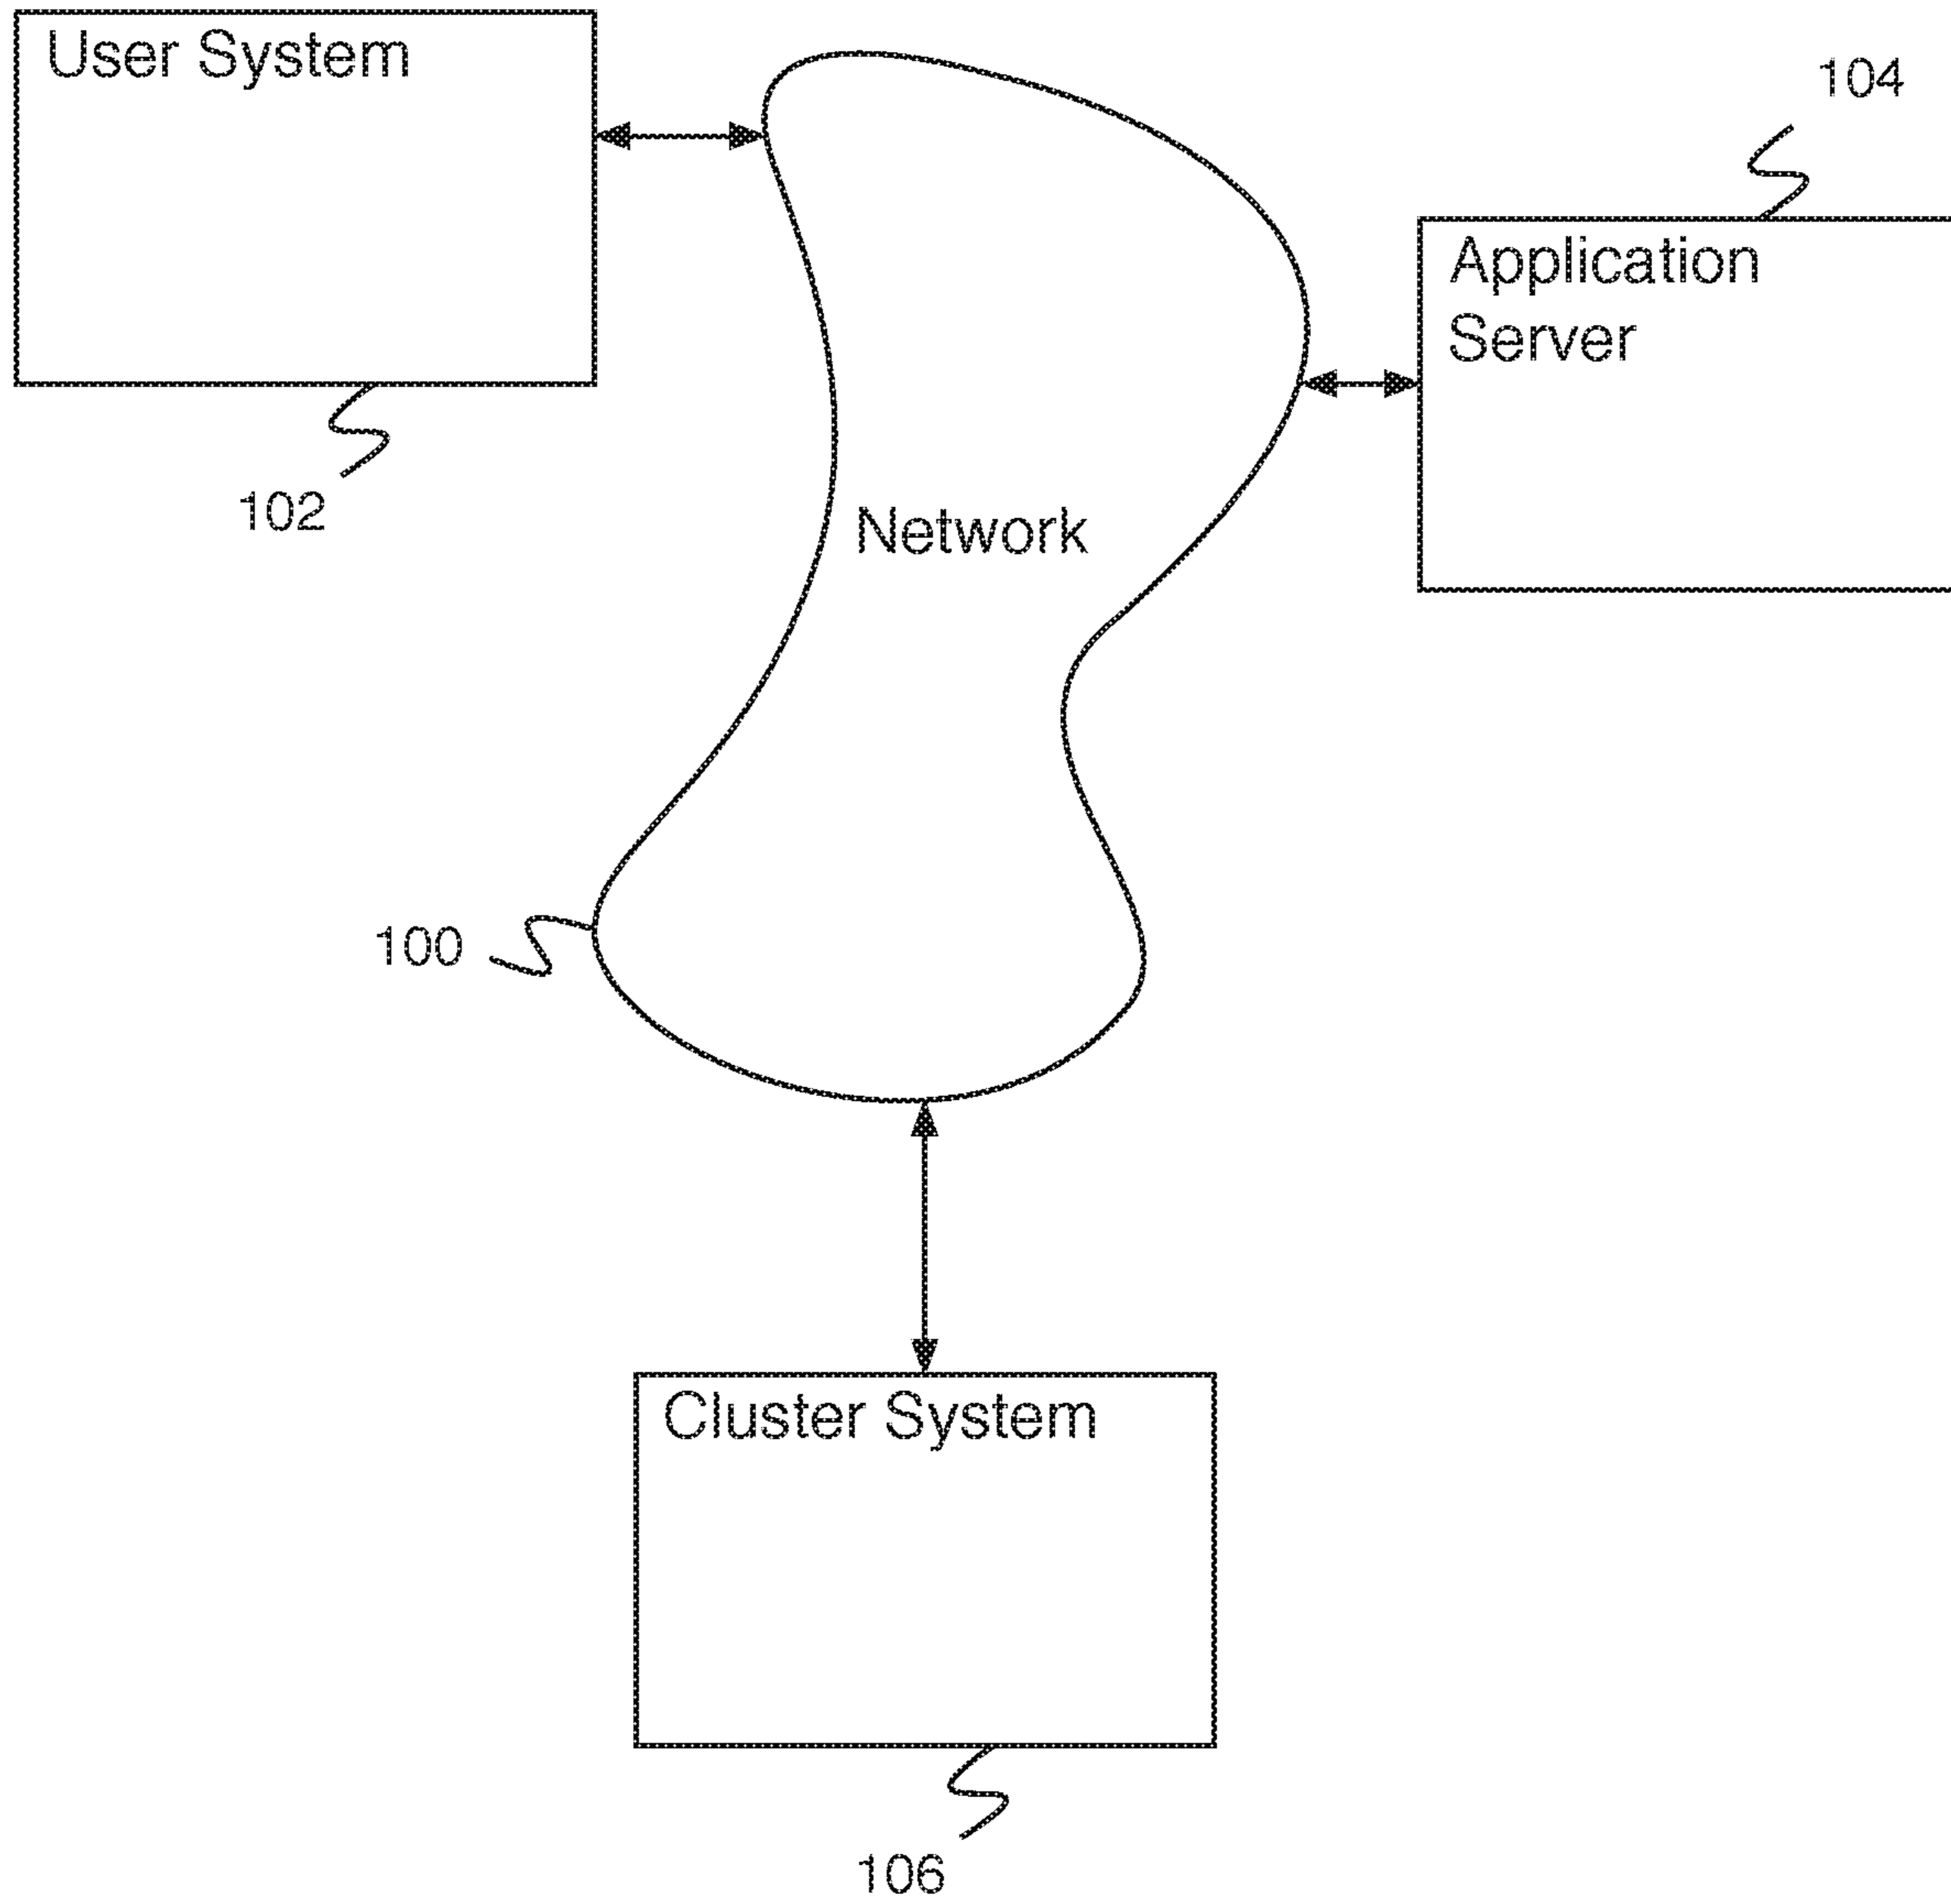 User System
104
Application
Server
102
Network
100
Cluster System
106